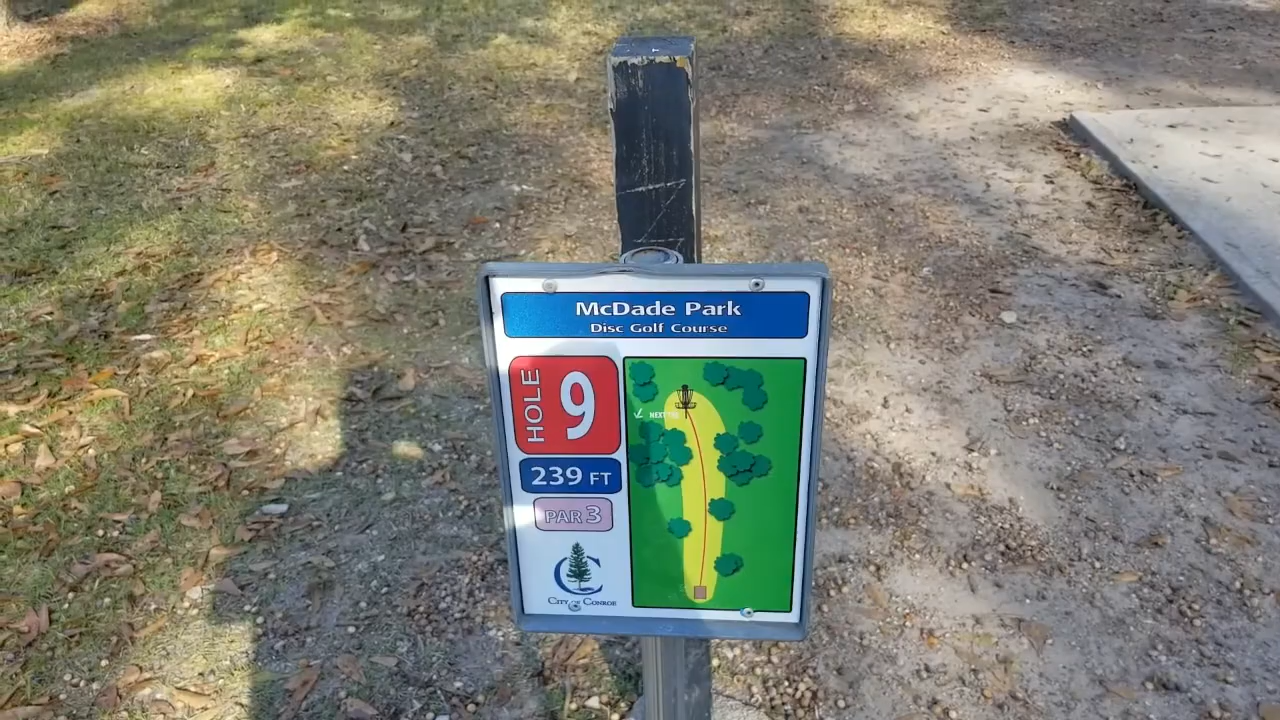 McDade Park
Disc Golf Course
HOLE
9
239 FT
PAR 3
NEXT
CITY OF CONROE